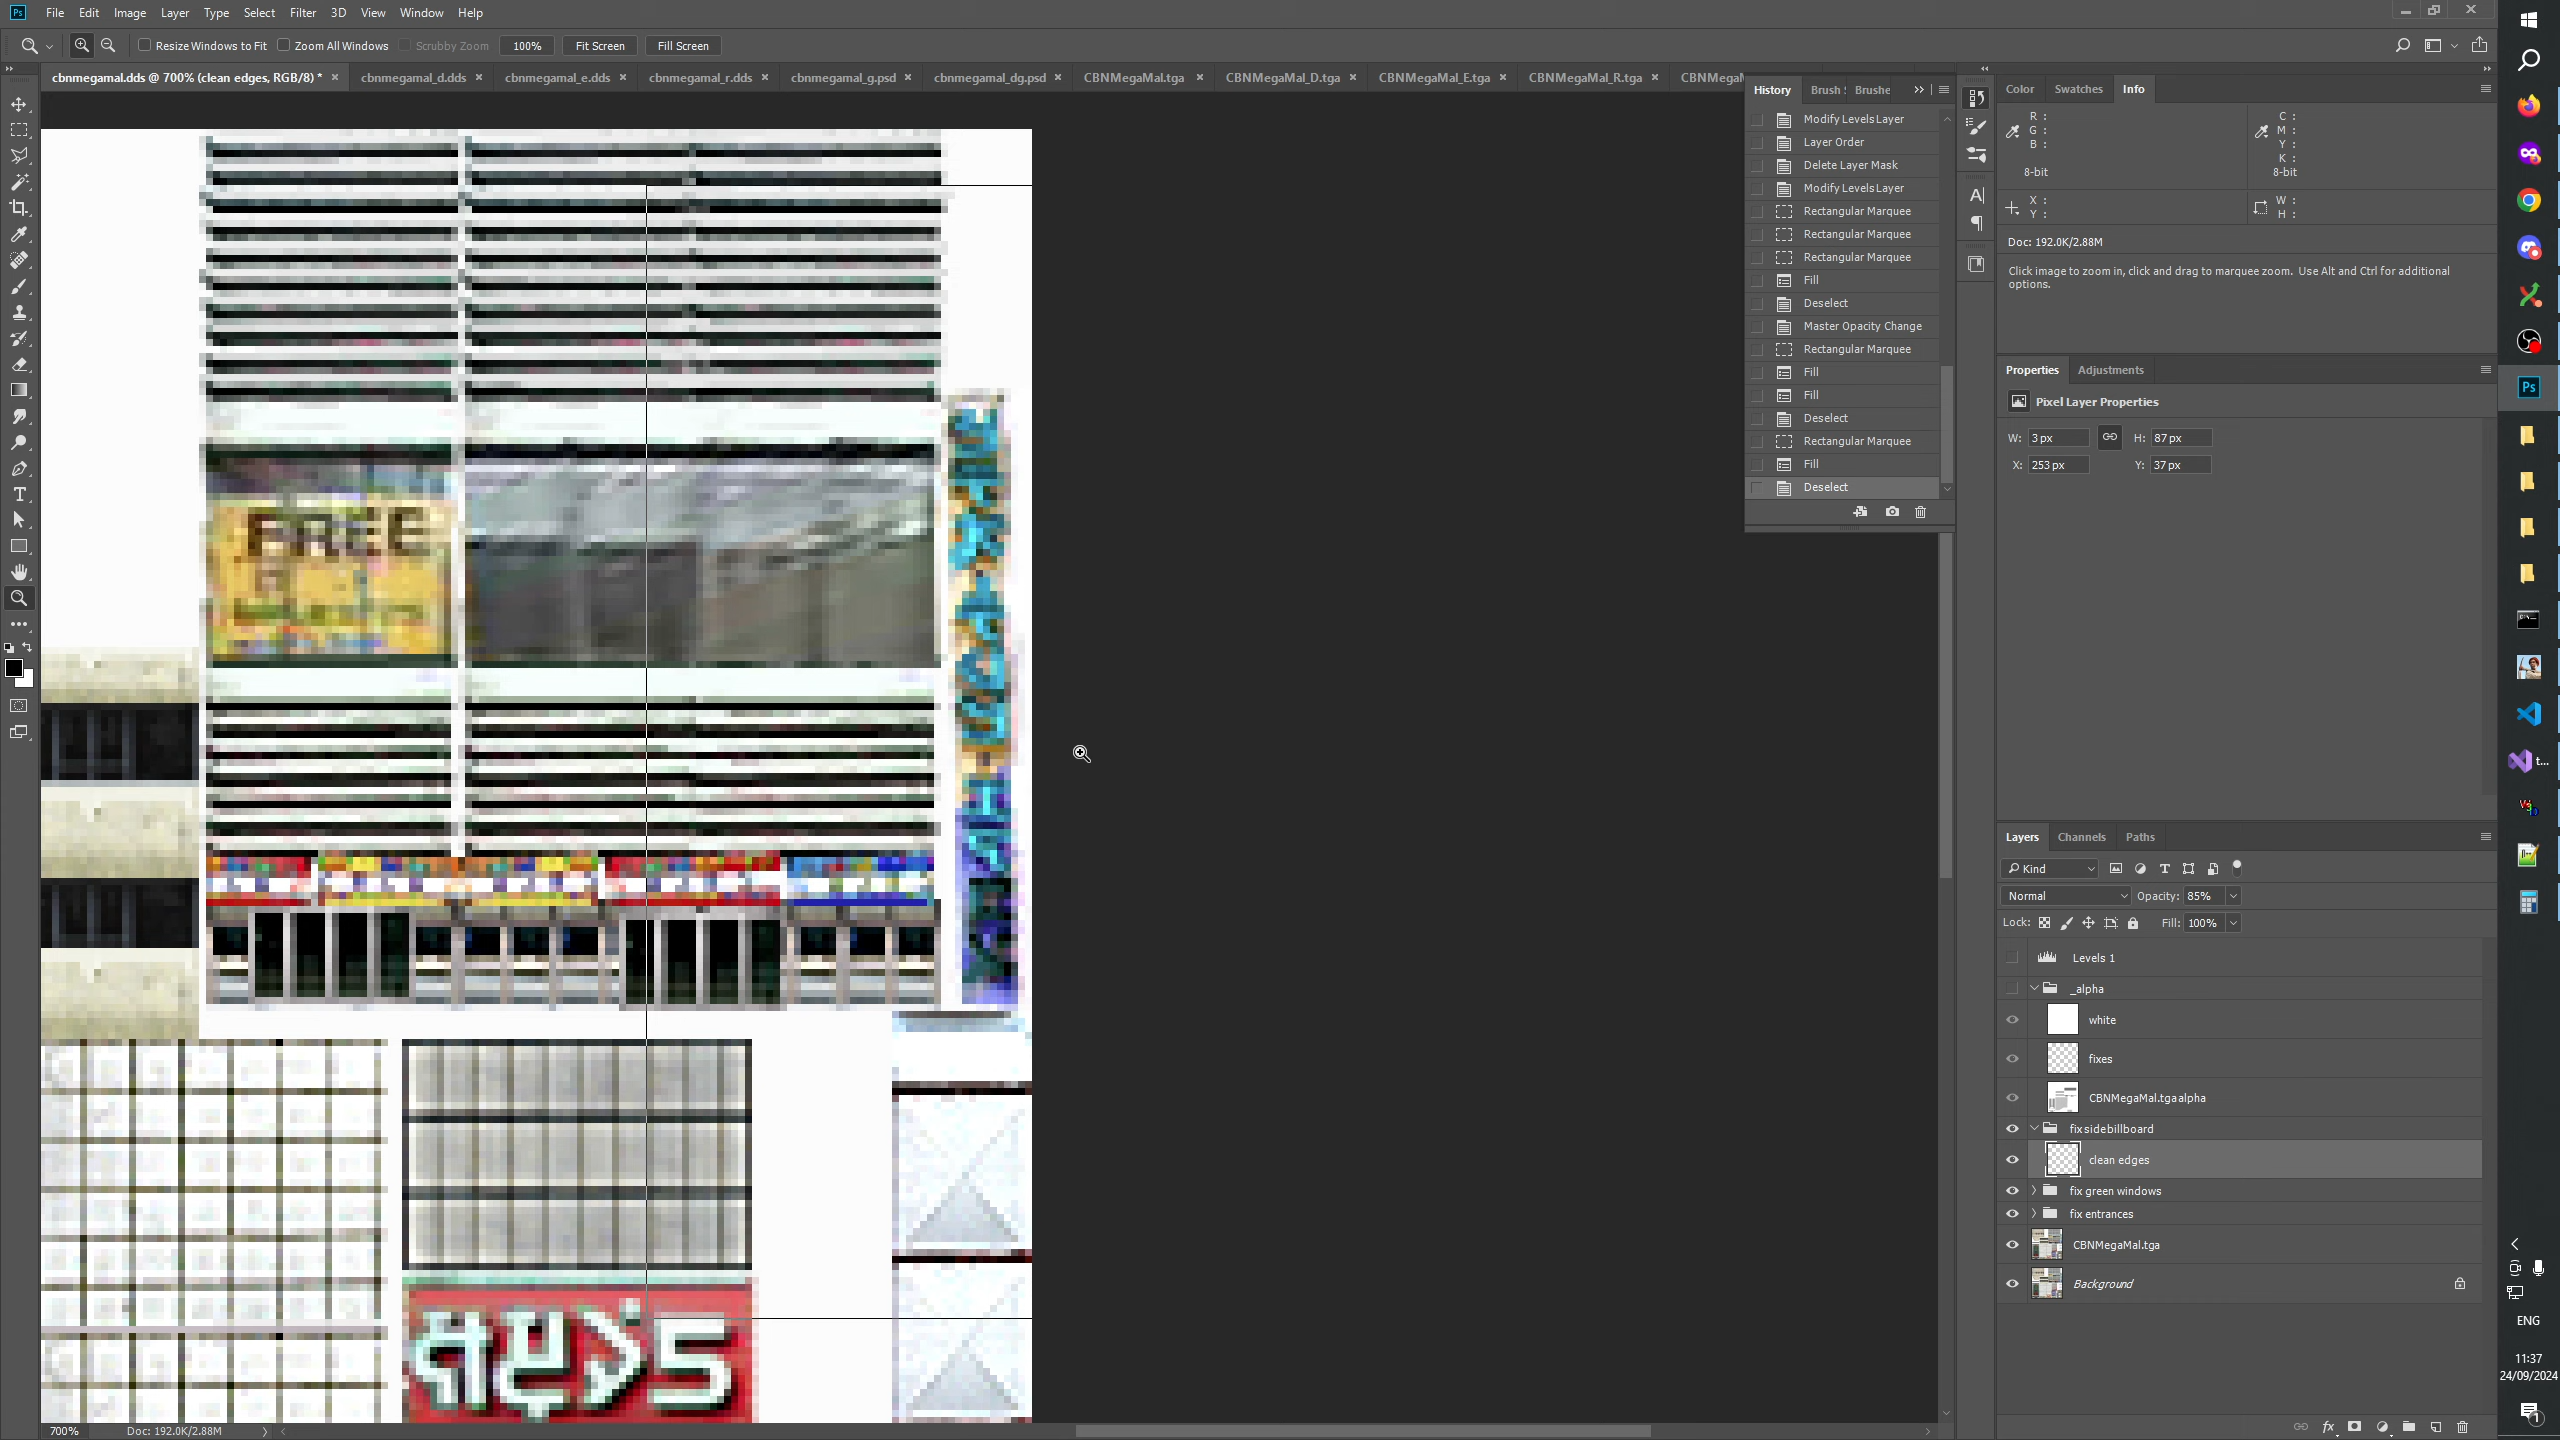 File Edit Image Layer Type Select Filter 3D View Window Help
Resize Windows to Fit Zoom All Windows Scrubby Zoom 100% Fit Screen Fill Screen
cbnmegamal.dds @ 700% (clean edges, RGB/8) * cbnmegamal_d.dds cbnmegamal_e.dds cbnmegamal_r.dds cbnmegamal_g.psd cbnmegamal_dg.psd CBNMegaMal.tga CBNMegaMal_D.tga CBNMegaMal_E.tga CBNMegaMal_R.tga CBNMegaM
History Brush Brushe
Modify Levels Layer
Layer Order
Delete Layer Mask
Modify Levels Layer
Rectangular Marquee
Rectangular Marquee
Rectangular Marquee
Fill
Deselect
Master Opacity Change
Rectangular Marquee
Fill
Fill
Deselect
Rectangular Marquee
Fill
Deselect
FREE
Color Swatches Info
R :
G :
B :
8-bit
C :
M :
Y :
K :
8-bit
X :
Y :
W :
H :
Doc: 192.0K/2.88M
Click image to zoom in, click and drag to marquee zoom. Use Alt and Ctrl for additional
options.
Properties Adjustments
Pixel Layer Properties
W: 3 px H: 87 px
X: 253 px Y: 37 px
Layers Channels Paths
Kind
Normal Opacity: 85%
Lock: Fill: 100%
Levels 1
_alpha
white
fixes
CBNMegaMal.tga alpha
fix side billboard
clean edges
fix green windows
fix entrances
CBNMegaMal.tga
Background
700% Doc: 192.0K/2.88M
Ps
Ps
t...
ENG
11:37
24/09/2024
1